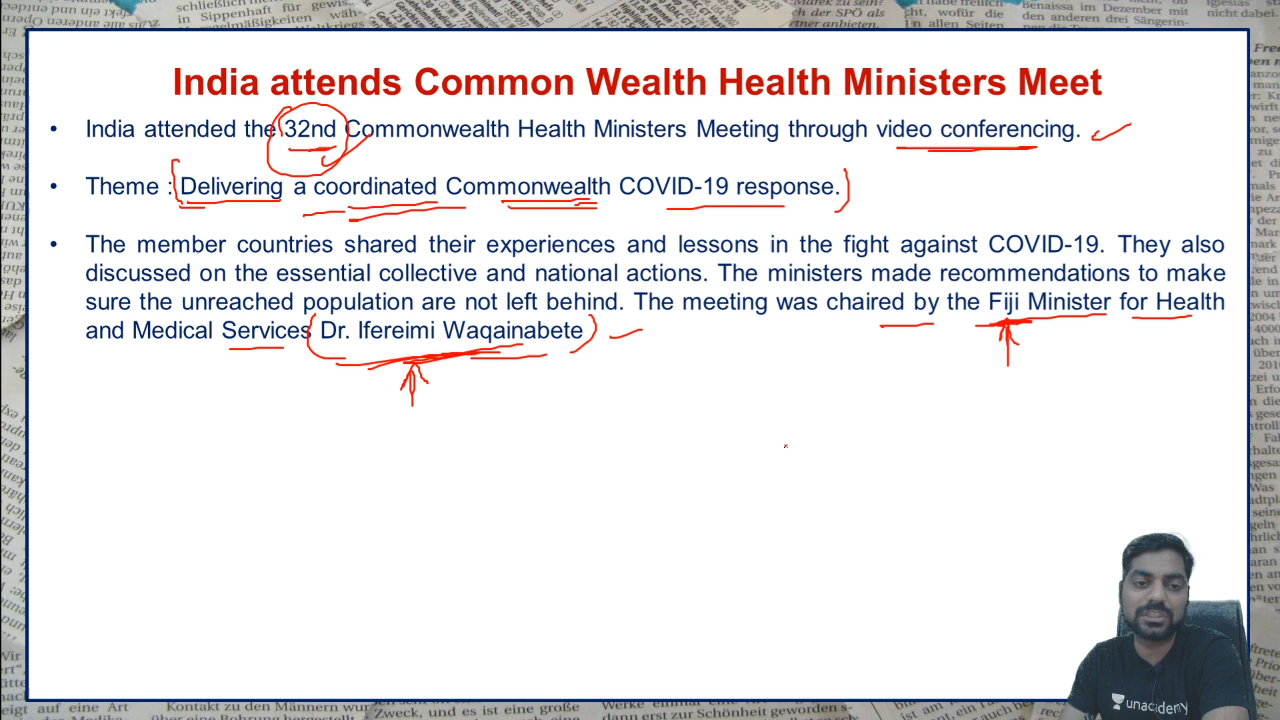 India attends Common Wealth Health Ministers Meet
• India attended the 32nd Commonwealth Health Ministers Meeting through video conferencing.
• Theme : Delivering a coordinated Commonwealth COVID-19 response.
• The member countries shared their experiences and lessons in the fight against COVID-19. They also
discussed on the essential collective and national actions. The ministers made recommendations to make
sure the unreached population are not left behind. The meeting was chaired by the Fiji Minister for Health
and Medical Services Dr. Ifereimi Waqainabete
unacademy